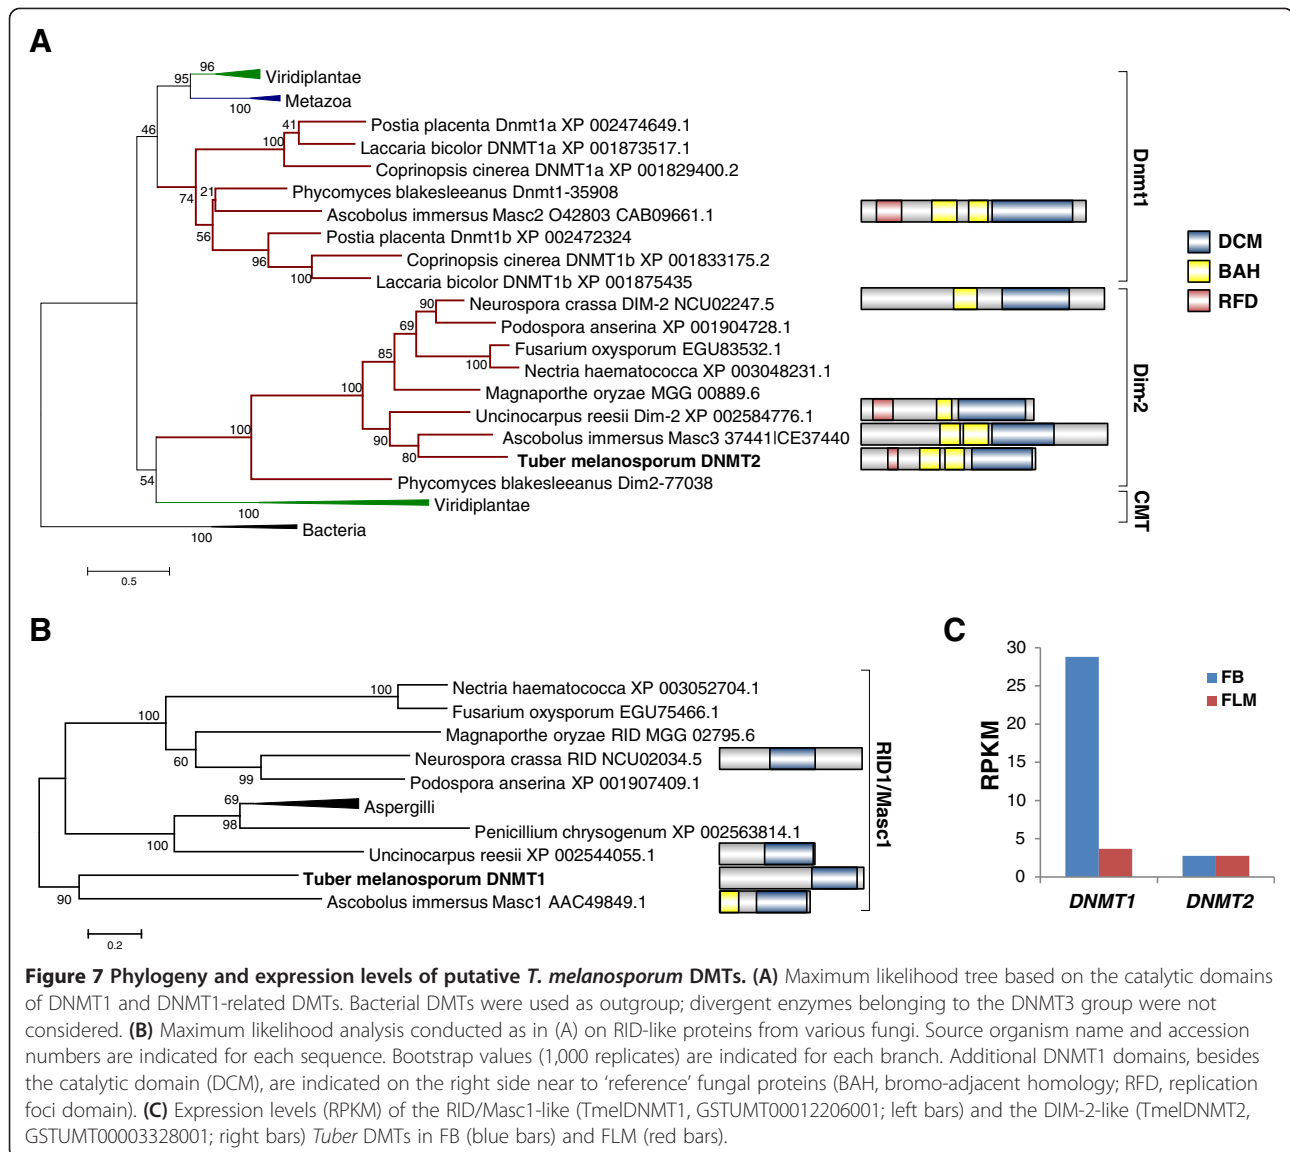 A
96
95
Viridiplantae
100
Metazoa
46
41
Postia placenta Dnmt1a XP 002474649.1
100
Laccaria bicolor DNMT1a XP 001873517.1
Coprinopsis cinerea DNMT1a XP 001829400.2
74
21
Phycomyces blakesleeanus Dnmt1-35908
Ascobolus immersus Masc2 O42803 CAB09661.1
56
Postia placenta Dnmt1b XP 002472324
96
Coprinopsis cinerea DNMT1b XP 001833175.2
100
Laccaria bicolor DNMT1b XP 001875435
Dnmt1
DCM
BAH
RFD
90
Neurospora crassa DIM-2 NCU02247.5
69
Podospora anserina XP 001904728.1
85
Fusarium oxysporum EGU83532.1
100
Nectria haematococca XP 003048231.1
100
Magnaporthe oryzae MGG 00889.6
Uncinocarpus reesii Dim-2 XP 002584776.1
90
Ascobolus immersus Masc3 37441|CE37440
100
80
Tuber melanosporum DNMT2
Phycomyces blakesleeanus Dim2-77038
Dim-2
54
100
Viridiplantae
CMT
100
Bacteria
0.5
B
100
Nectria haematococca XP 003052704.1
100
Fusarium oxysporum EGU75466.1
Magnaporthe oryzae RID MGG 02795.6
60
Neurospora crassa RID NCU02034.5
99
Podospora anserina XP 001907409.1
69
Aspergilli
98
Penicillium chrysogenum XP 002563814.1
100
Uncinocarpus reesii XP 002544055.1
Tuber melanosporum DNMT1
90
Ascobolus immersus Masc1 AAC49849.1
RID1/Masc1
0.2
C
30
25
20
15
10
5
0
RPKM
FB
FLM
DNMT1
DNMT2
Figure 7 Phylogeny and expression levels of putative T. melanosporum DMTs. (A) Maximum likelihood tree based on the catalytic domains
of DNMT1 and DNMT1-related DMTs. Bacterial DMTs were used as outgroup; divergent enzymes belonging to the DNMT3 group were not
considered. (B) Maximum likelihood analysis conducted as in (A) on RID-like proteins from various fungi. Source organism name and accession
numbers are indicated for each sequence. Bootstrap values (1,000 replicates) are indicated for each branch. Additional DNMT1 domains, besides
the catalytic domain (DCM), are indicated on the right side near to ‘reference’ fungal proteins (BAH, bromo-adjacent homology; RFD, replication
foci domain). (C) Expression levels (RPKM) of the RID/Masc1-like (TmelDNMT1, GSTUMT00012206001; left bars) and the DIM-2-like (TmelDNMT2,
GSTUMT00003328001; right bars) Tuber DMTs in FB (blue bars) and FLM (red bars).